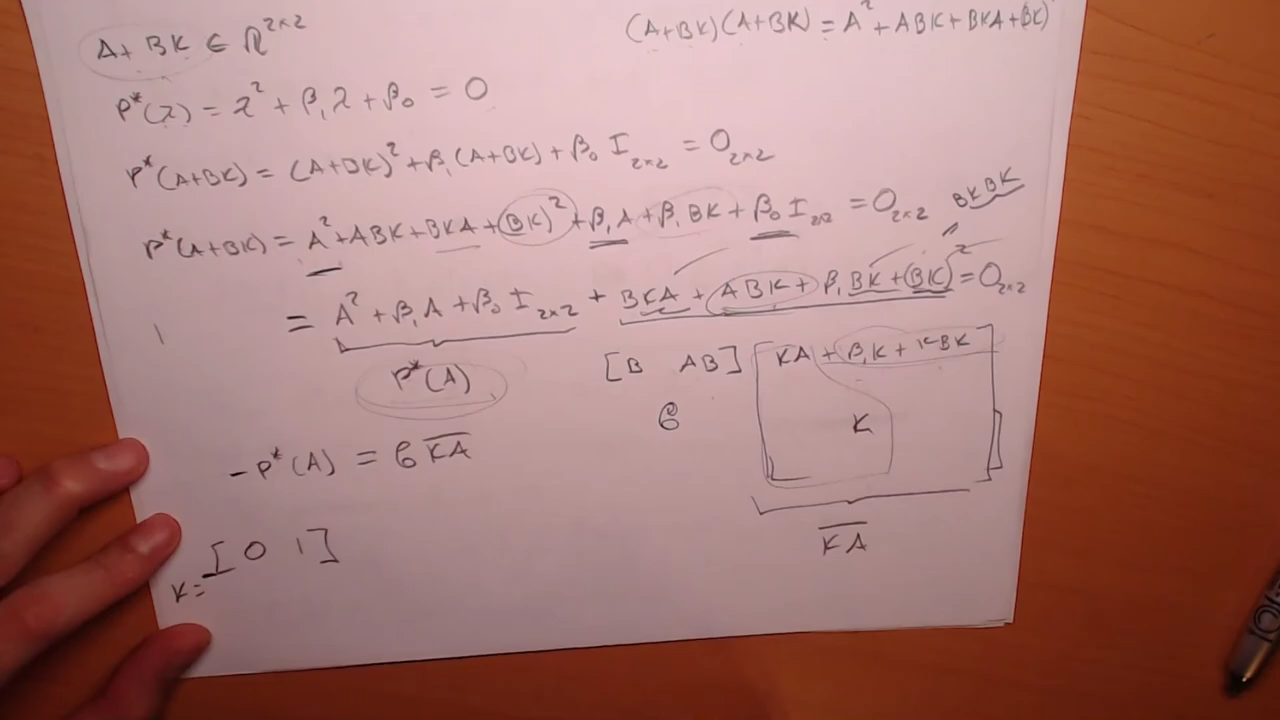 A+BK ∈ ℝ^{2×2}
(A+BK)(A+BK) = A² + ABK + BKA + (BK)
P*(λ) = λ² + β₁λ + β₀ = 0
P*(A+BK) = (A+BK)² + β₁(A+BK) + β₀ I_{2×2} = 0_{2×2}
BKBK
P*(A+BK) = A² + ABK + BKA + (BK)² + β₁A + β₁BK + β₀ I_{2×2} = 0_{2×2}
=
= A² + β₁A + β₀ I_{2×2} + BKA + ABK + β₁BK + (BK)² = 0_{2×2}
P*(A)
[B AB] [KA + β₁K + KBK
K ]
C
-P*(A) = C K̅A̅
K̅A̅
K = [0 1]